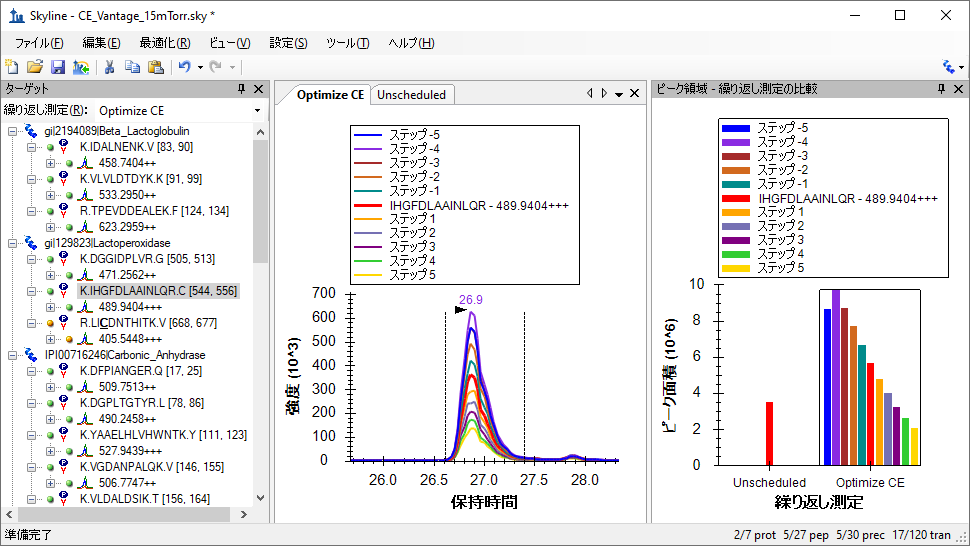 Skyline - CE_Vantage_15mTorr.sky *
ファイル(F) 編集(E) 最適化(R) ビュー(V) 設定(S) ツール(T) ヘルプ(H)
ターゲット
繰り返し測定(R): Optimize CE
gi|2194089|Beta_Lactoglobulin
K.IDALNENK.V [83, 90]
458.7404++
K.VLVLDTDYK.K [91, 99]
533.2950++
R.TPEVDDEALEK.F [124, 134]
623.2959++
gi|129823|Lactoperoxidase
K.DGGIDPLVR.G [505, 513]
471.2562++
K.IHGFDLAAINLQR.C [544, 556]
489.9404+++
R.LICDNTHITK.V [668, 677]
405.5448+++
IPI00716246|Carbonic_Anhydrase
K.DFPIANGER.Q [17, 25]
509.7513++
K.DGPLTGTYR.L [78, 86]
490.2458++
K.YAAELHLVHWNTK.Y [111, 123]
527.9439+++
K.VGDANPALQK.V [146, 155]
506.7747++
K.VLDALDSIK.T [156, 164]
Optimize CE Unscheduled
ステップ -5
ステップ -4
ステップ -3
ステップ -2
ステップ -1
IHGFDLAAINLQR - 489.9404+++
ステップ 1
ステップ 2
ステップ 3
ステップ 4
ステップ 5
26.9
強度 (10^3)
700
600
500
400
300
200
100
0
26.0 26.5 27.0 27.5 28.0
保持時間
ピーク領域 - 繰り返し測定の比較
ステップ -5
ステップ -4
ステップ -3
ステップ -2
ステップ -1
IHGFDLAAINLQR - 489.9404+++
ステップ 1
ステップ 2
ステップ 3
ステップ 4
ステップ 5
ピーク面積 (10^6)
10
8
6
4
2
0
Unscheduled Optimize CE
繰り返し測定
準備完了
2/7 prot 5/27 pep 5/30 prec 17/120 tran